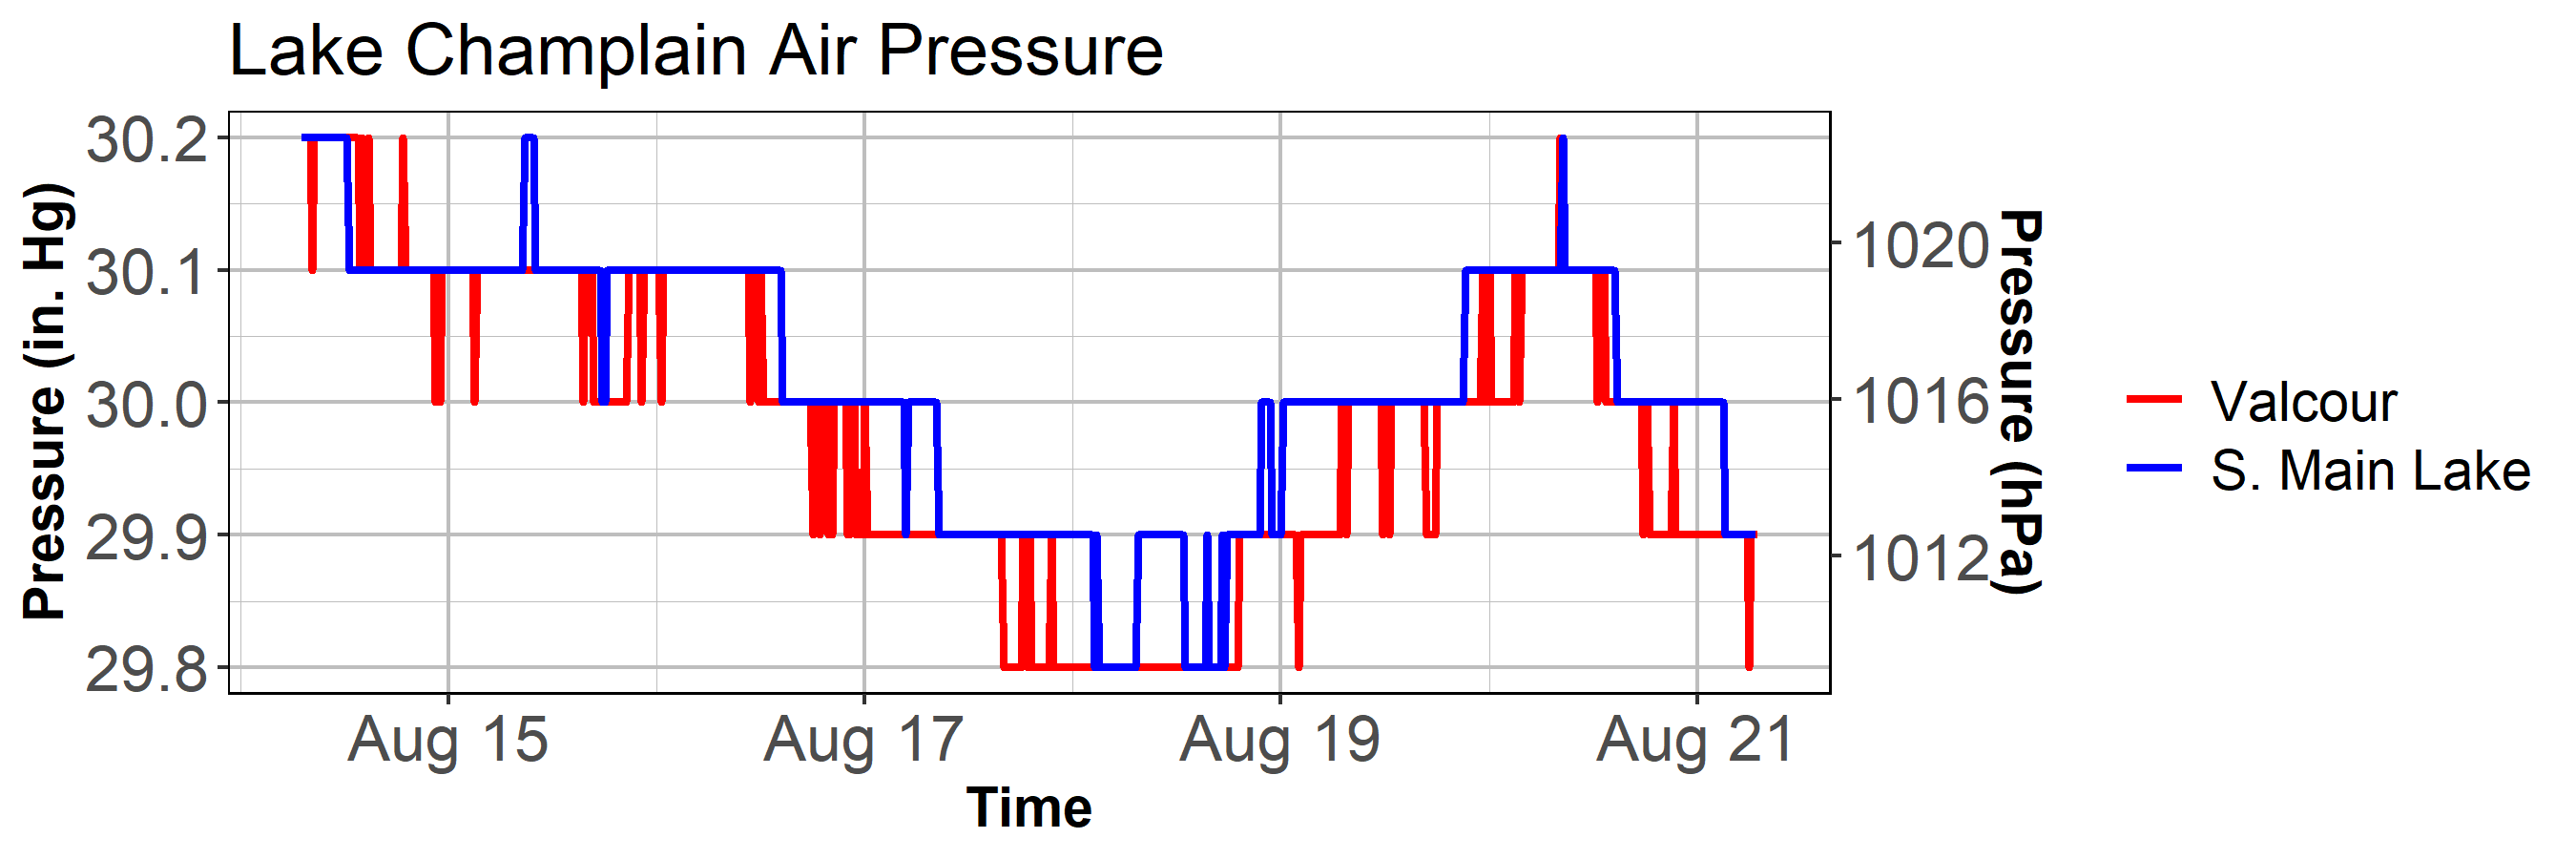 Lake Champlain Air Pressure
Pressure (in. Hg)
30.2
30.1
30.0
29.9
29.8
Aug 15
Aug 17
Aug 19
Aug 21
Time
1020
1016
1012
Pressure (hPa)
Valcour
S. Main Lake